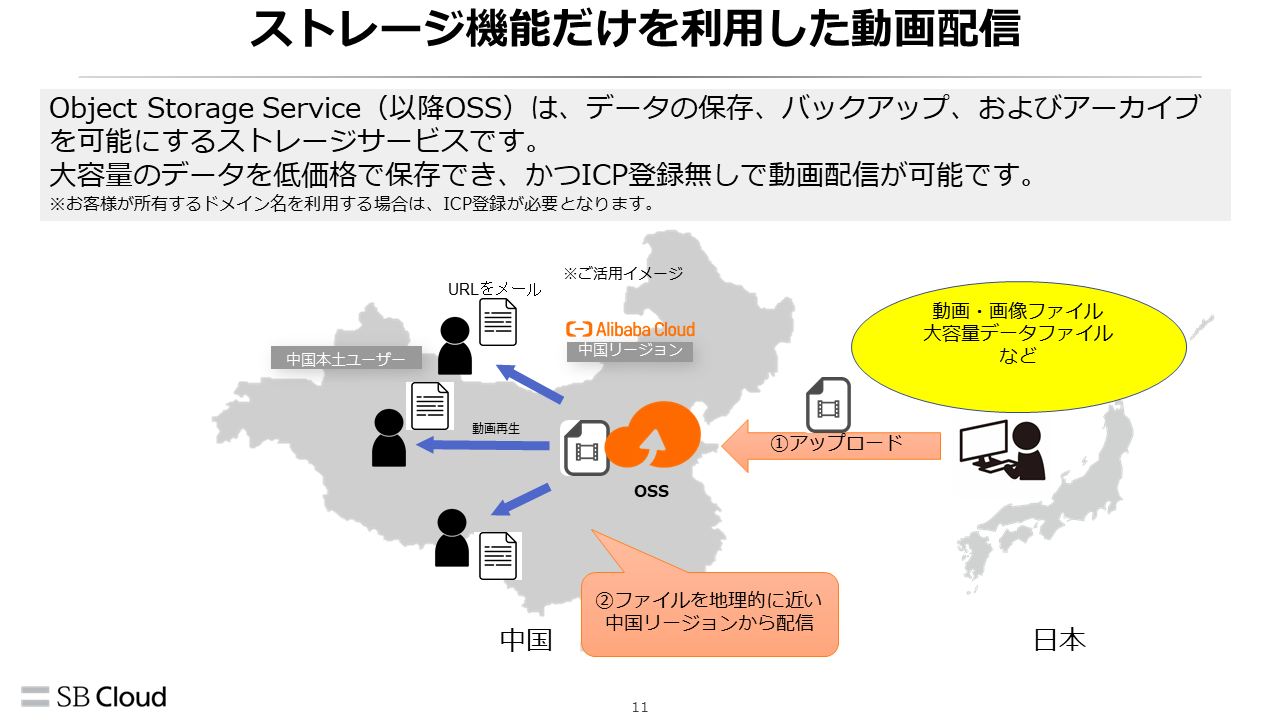 ストレージ機能だけを利用した動画配信
Object Storage Service（以降OSS）は、データの保存、バックアップ、およびアーカイブ
を可能にするストレージサービスです。
大容量のデータを低価格で保存でき、かつICP登録無しで動画配信が可能です。
※お客様が所有するドメイン名を利用する場合は、ICP登録が必要となります。
※ご活用イメージ
URLをメール
Alibaba Cloud
中国リージョン
中国本土ユーザー
動画・画像ファイル
大容量データファイル
など
動画再生
①アップロード
OSS
②ファイルを地理的に近い
中国リージョンから配信
中国
日本
SB Cloud
11